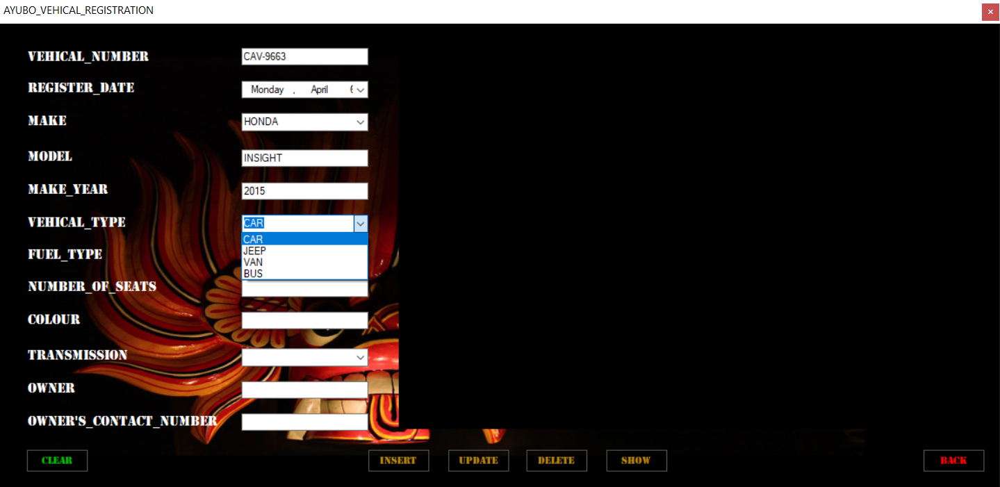 AYUBO_VEHICAL_REGISTRATION
VEHICAL_NUMBER CAV-9663
REGISTER_DATE Monday , April 6
MAKE HONDA
MODEL INSIGHT
MAKE_YEAR 2015
VEHICAL_TYPE CAR
CAR
FUEL_TYPE JEEP
VAN
BUS
NUMBER_OF_SEATS
COLOUR
TRANSMISSION
OWNER
OWNER'S_CONTACT_NUMBER
CLEAR INSERT UPDATE DELETE SHOW BACK